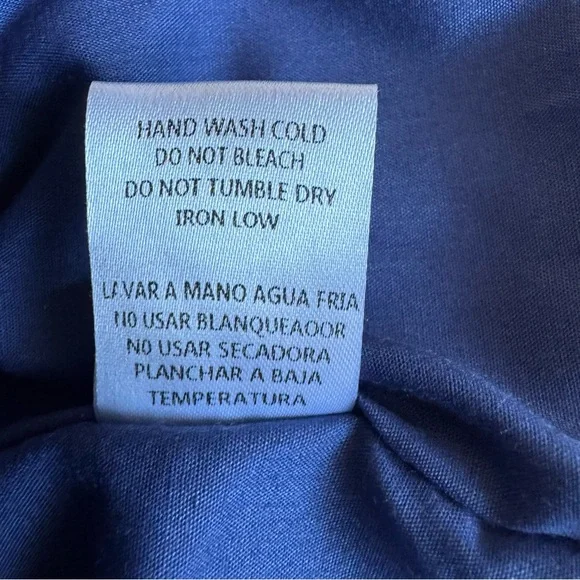 HAND WASH COLD
DO NOT BLEACH
DO NOT TUMBLE DRY
IRON LOW
LAVAR A MANO AGUA FRIA
NO USAR BLANQUEAOOR
NO USAR SECADORA
PLANCHAR A BAJA
TEMPERATURA